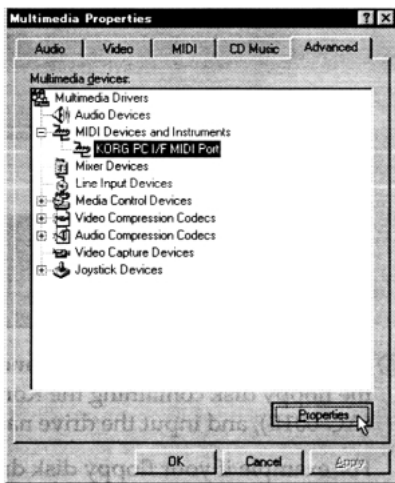 Multimedia Properties
Audio
Video
MIDI
CD Music
Advanced
Multimedia devices:
Multimedia Drivers
Audio Devices
MIDI Devices and Instruments
KORG PC I/F MIDI Port
Mixer Devices
Line Input Devices
Media Control Devices
Video Compression Codecs
Audio Compression Codecs
Video Capture Devices
Joystick Devices
Properties
OK
Cancel
Apply